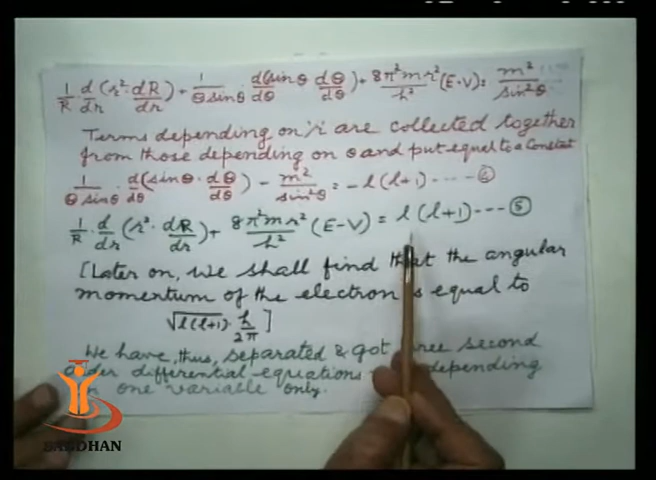 1/R · d/dr (r² · dR/dr) + 1/Θ sinθ · d/dθ (sinθ dΘ/dθ) + 8π²mr²/h² (E-V) = m²/sin²θ
Terms depending on 'r' are collected together
from those depending on θ and put equal to a Constant
1/Θ sinθ · d/dθ (sinθ · dΘ/dθ) - m²/sin²θ = -l(l+1) ---- ④
1/R · d/dr (r² · dR/dr) + 8π²mr²/h² (E-V) = l(l+1) --- ⑤
[Later on, we shall find that the angular
momentum of the electron is equal to
√l(l+1) · h/2π ]
We have, thus, separated & got three second
order differential equations depending
one variable only.
SANDHAN